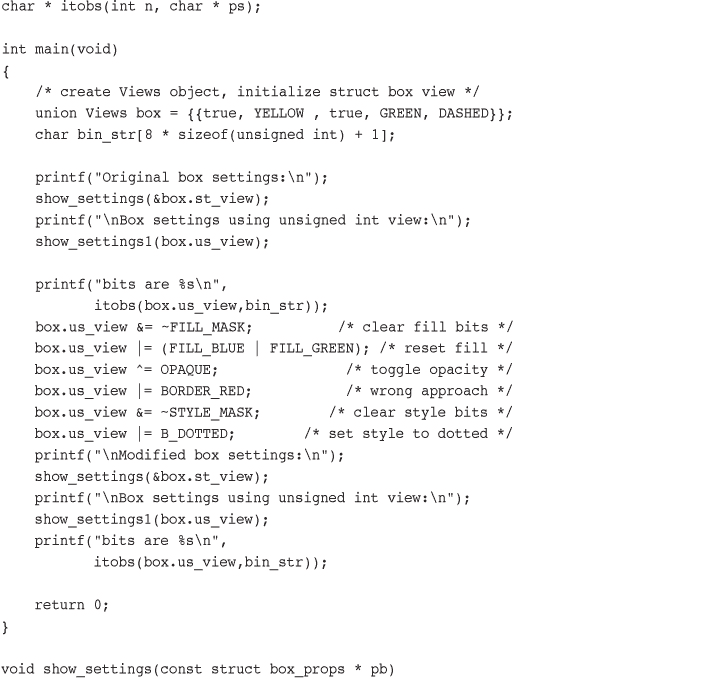 char * itobs(int n, char * ps);
int main(void)
{
/* create Views object, initialize struct box view */
union Views box = {{true, YELLOW , true, GREEN, DASHED}};
char bin_str[8 * sizeof(unsigned int) + 1];
printf("Original box settings:\n");
show_settings(&box.st_view);
printf("\nBox settings using unsigned int view:\n");
show_settings1(box.us_view);
printf("bits are %s\n",
itobs(box.us_view,bin_str));
box.us_view &= ~FILL_MASK; /* clear fill bits */
box.us_view |= (FILL_BLUE | FILL_GREEN); /* reset fill */
box.us_view ^= OPAQUE; /* toggle opacity */
box.us_view |= BORDER_RED; /* wrong approach */
box.us_view &= ~STYLE_MASK; /* clear style bits */
box.us_view |= B_DOTTED; /* set style to dotted */
printf("\nModified box settings:\n");
show_settings(&box.st_view);
printf("\nBox settings using unsigned int view:\n");
show_settings1(box.us_view);
printf("bits are %s\n",
itobs(box.us_view,bin_str));
return 0;
}
void show_settings(const struct box_props * pb)